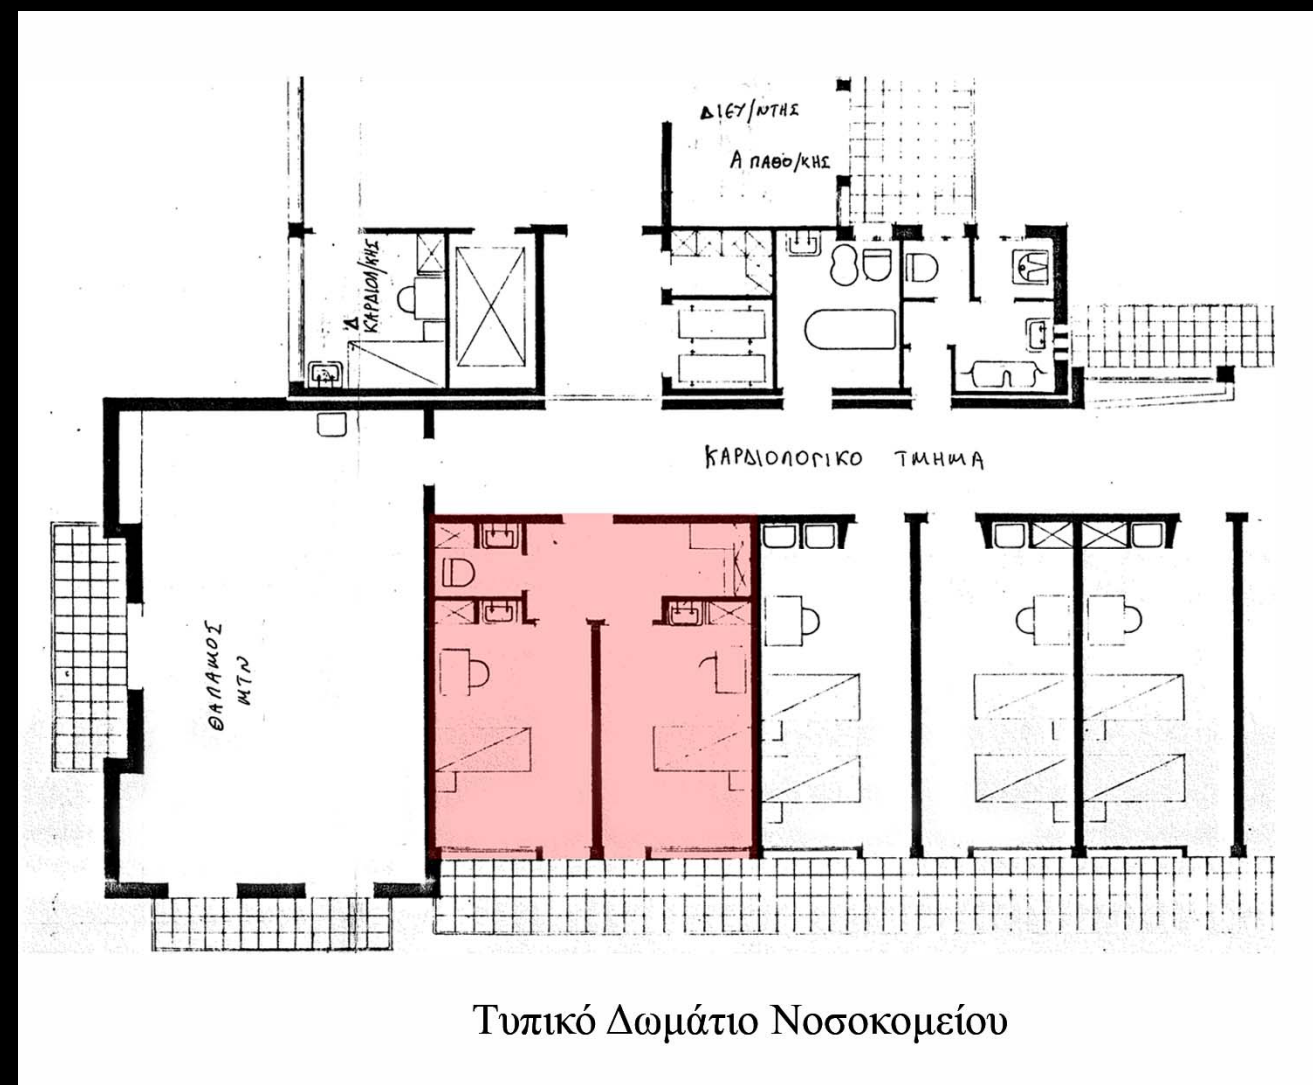 ΔΙΕΥ/ΝΤΗΣ
Α ΠΑΘΟ/ΚΗΣ
Δ
ΚΑΡΔΙΟΛ/ΚΗΣ
ΚΑΡΔΙΟΛΟΓΙΚΟ ΤΜΗΜΑ
ΘΑΛΑΜΟΣ
ΜΤΝ
Τυπικό Δωμάτιο Νοσοκομείου